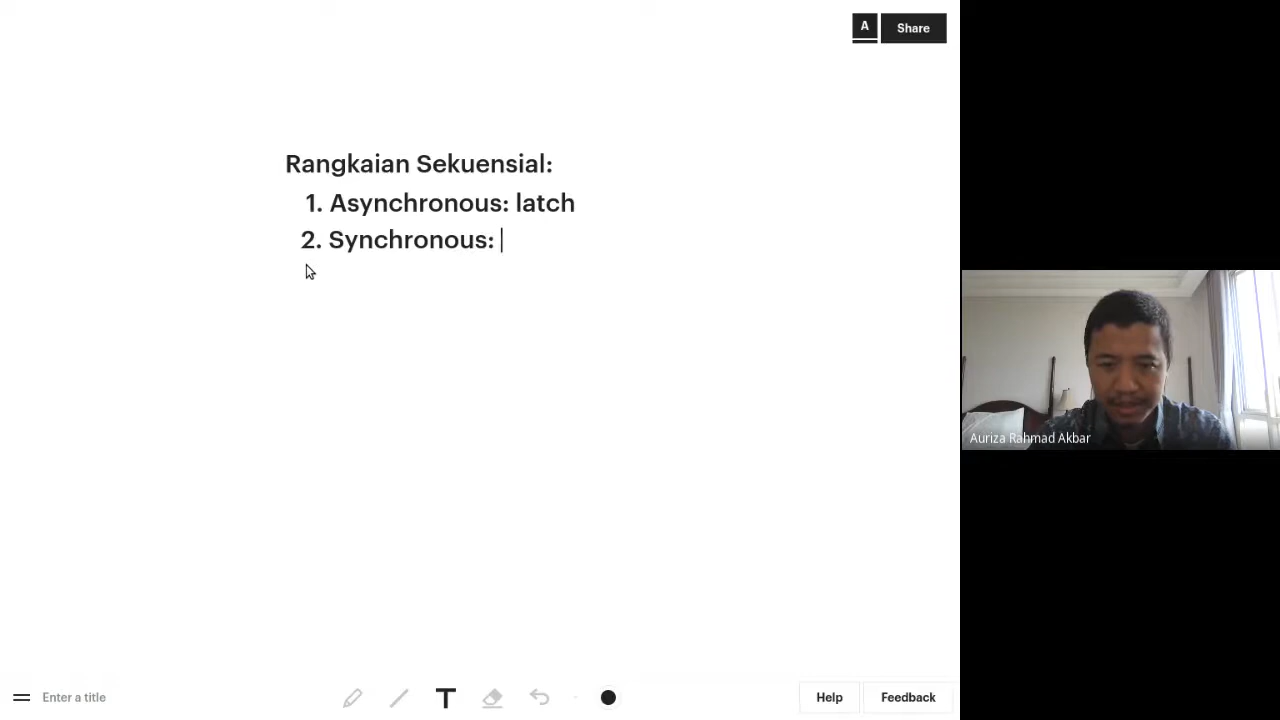 A
Share
Rangkaian Sekuensial:
1. Asynchronous: latch
2. Synchronous:
Auriza Rahmad Akbar
Enter a title
T
Help
Feedback